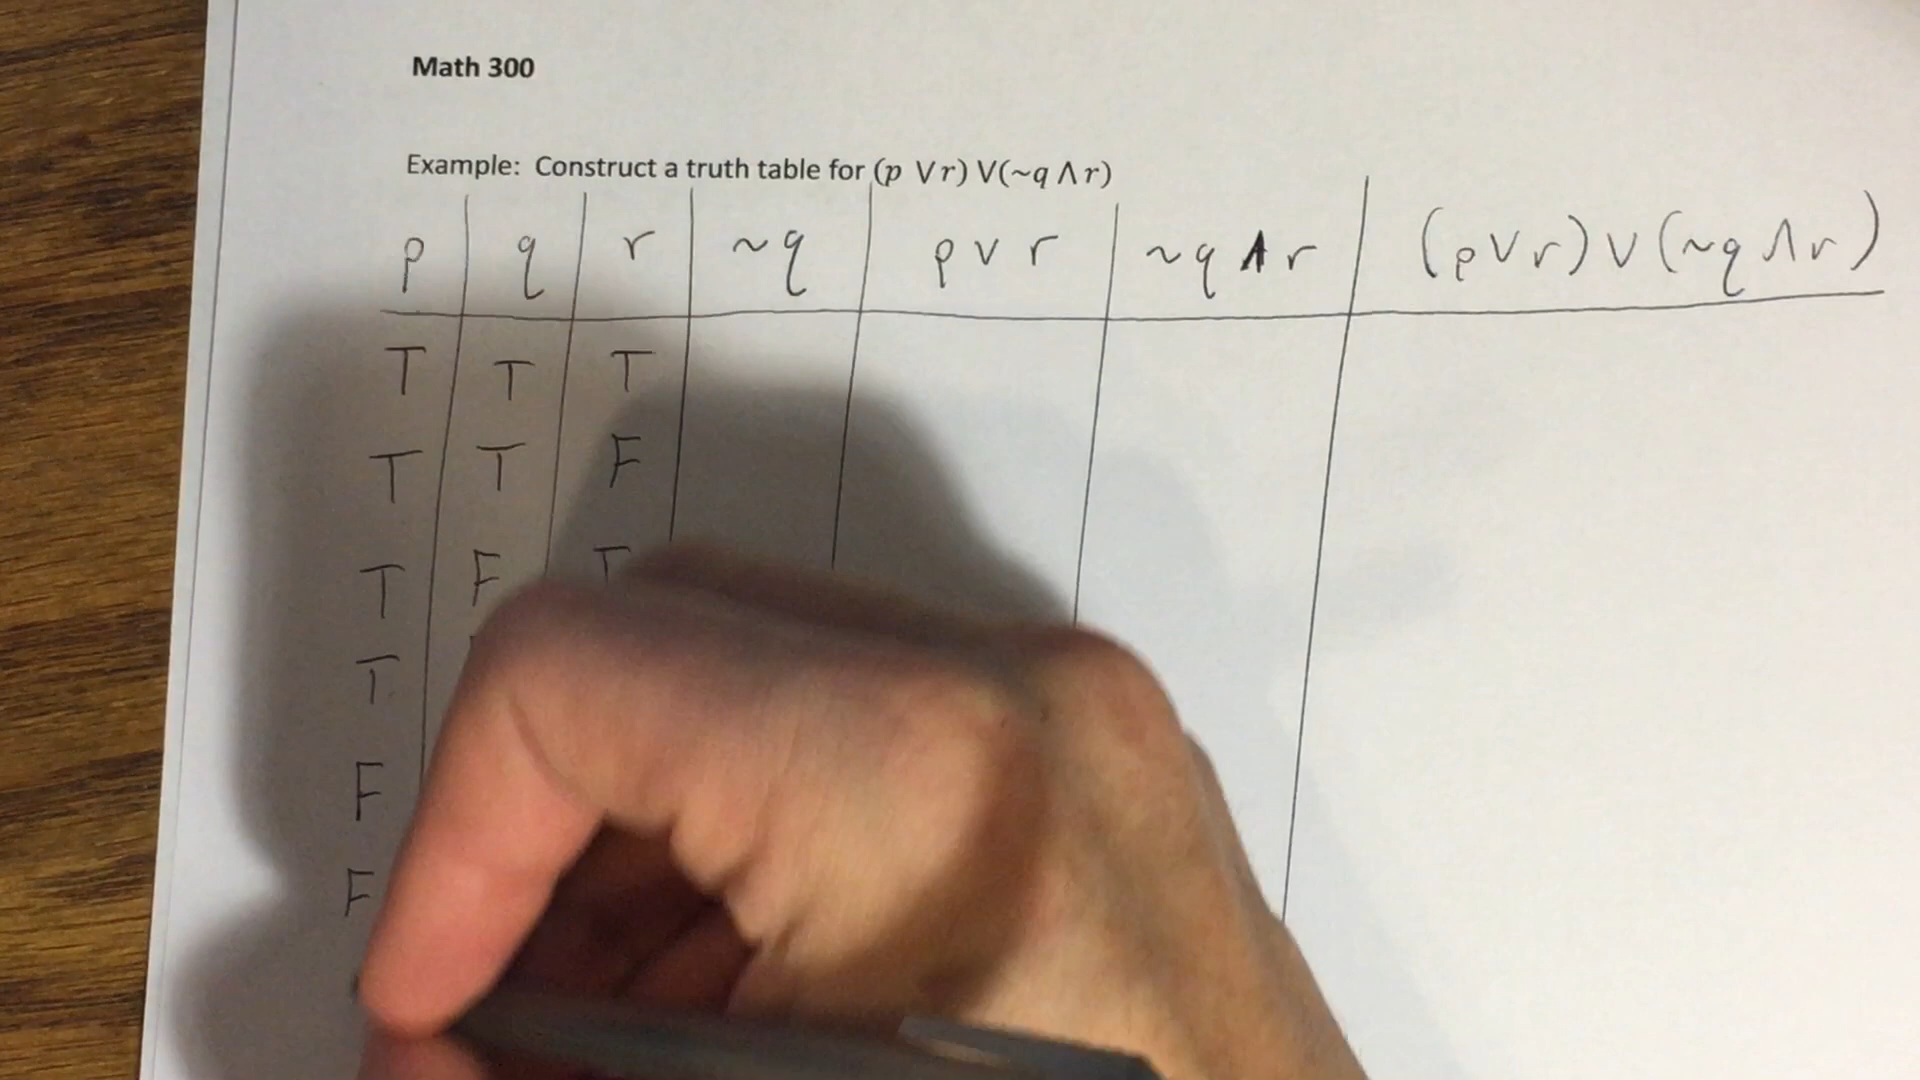 Math 300
Example: Construct a truth table for (p ∨ r) ∨(~q ∧ r)
p q r ~q p ∨ r ~q ∧ r (p ∨ r) ∨ (~q ∧ r)
T T T
T T F
T F T
T
F
F